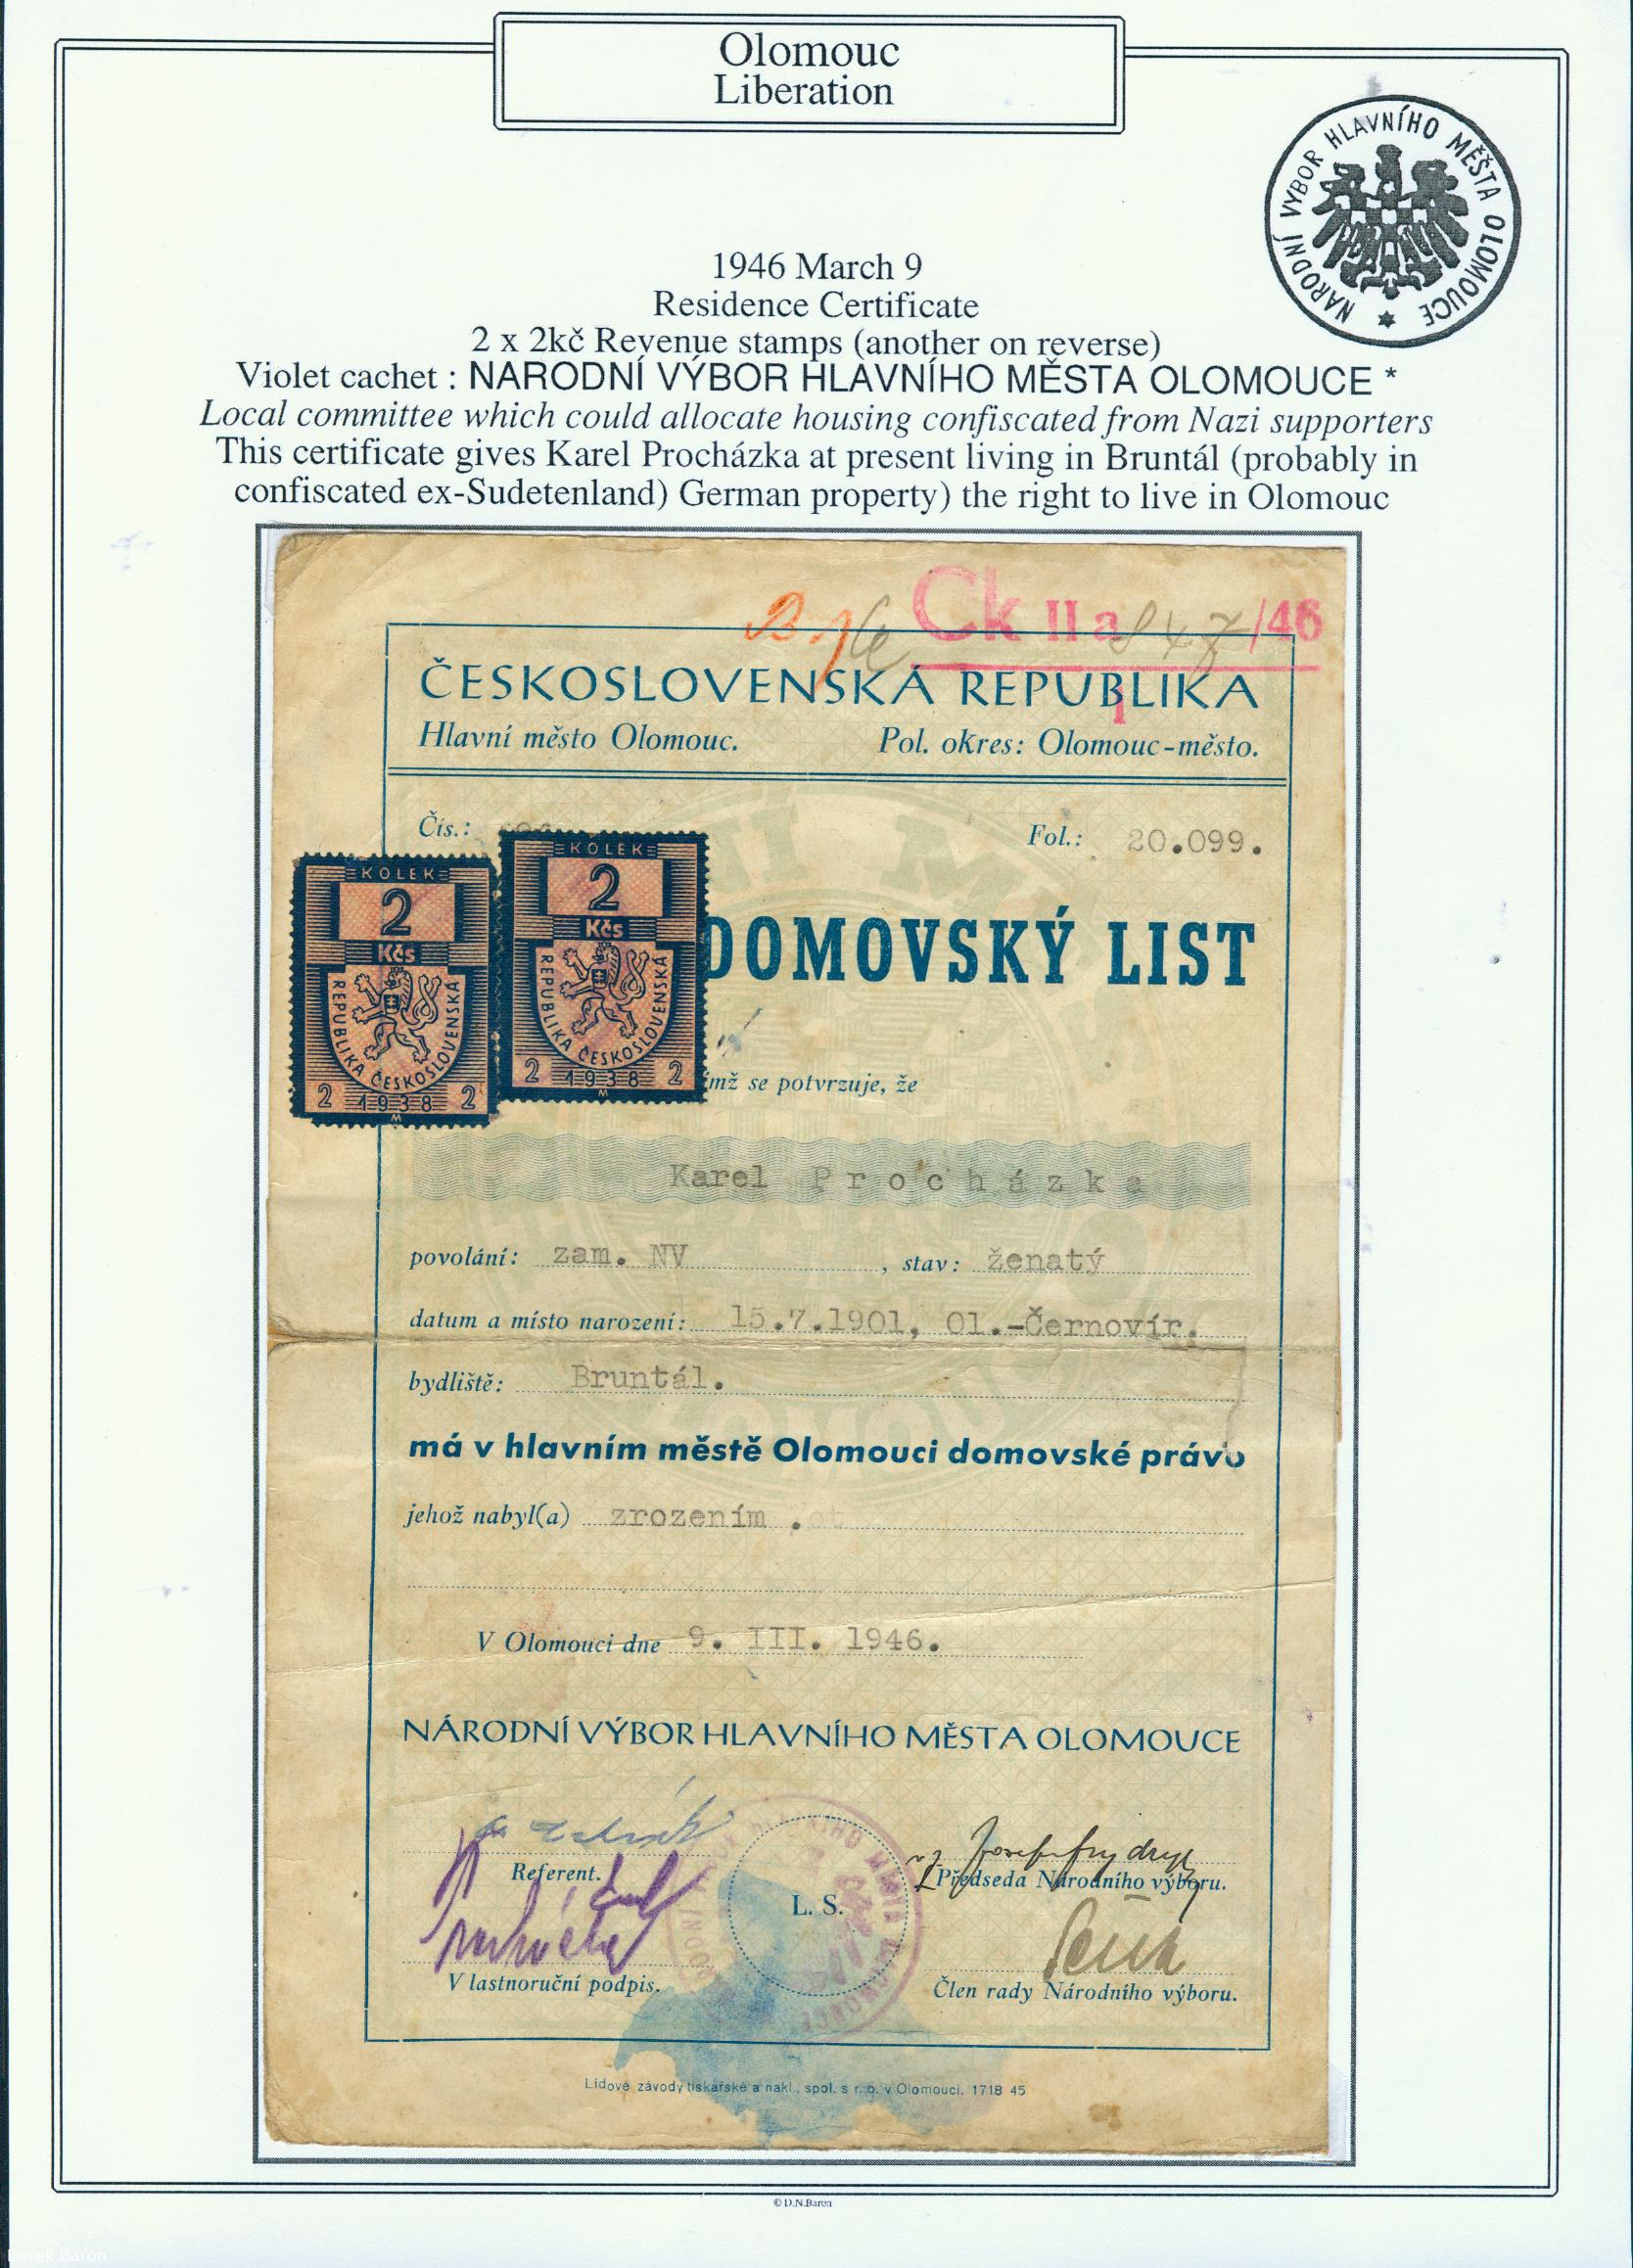 Olomouc
Liberation
NÁRODNÍ VÝBOR HLAVNÍHO MĚSTA OLOMOUCE *
1946 March 9
Residence Certificate
2 x 2kč Revenue stamps (another on reverse)
Violet cachet : NARODNÍ VÝBOR HLAVNÍHO MĚSTA OLOMOUCE *
Local committee which could allocate housing confiscated from Nazi supporters
This certificate gives Karel Procházka at present living in Bruntál (probably in
confiscated ex-Sudetenland) German property) the right to live in Olomouc
Ck II a 847/46
ČESKOSLOVENSKÁ REPUBLIKA
Hlavní město Olomouc. Pol. okres: Olomouc-město.
Čís.: Fol.: 20.099.
KOLEK
2
Kčs
REPUBLIKA ČESKOSLOVENSKÁ
2 1938 2
M
KOLEK
2
Kčs
REPUBLIKA ČESKOSLOVENSKÁ
2 1938 2
M
DOMOVSKÝ LIST
ímž se potvrzuje, že
Karel Procházka
povolání: zam. NV , stav: ženatý
datum a místo narození: 15.7.1901, Ol.-Černovír.
bydliště: Bruntál.
má v hlavním městě Olomouci domovské právo
jehož nabyl(a) zrozením .
V Olomouci dne 9. III. 1946.
NÁRODNÍ VÝBOR HLAVNÍHO MĚSTA OLOMOUCE
Referent. L. S. Předseda Národního výboru.
Vlastnoruční podpis. Člen rady Národního výboru.
Lidové závody tiskařské a nakl., spol. s r. o. v Olomouci. 1718 45
© D.N.Baron
Derek Baron